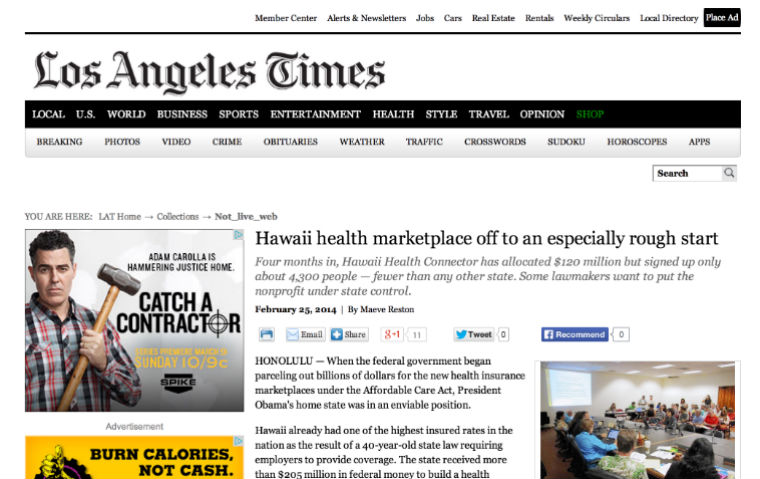 Member Center Alerts & Newsletters Jobs Cars Real Estate Rentals Weekly Circulars Local Directory Place Ad
Los Angeles Times
LOCAL U.S. WORLD BUSINESS SPORTS ENTERTAINMENT HEALTH STYLE TRAVEL OPINION SHOP
BREAKING PHOTOS VIDEO CRIME OBITUARIES WEATHER TRAFFIC CROSSWORDS SUDOKU HOROSCOPES APPS
Search
YOU ARE HERE: LAT Home → Collections → Not_live_web
ADAM CAROLLA IS
HAMMERING JUSTICE HOME.
CATCH A
CONTRACTOR
SERIES PREMIERE MARCH 9
SUNDAY 10/9c
SPIKE
Advertisement
BURN CALORIES,
NOT CASH.
Hawaii health marketplace off to an especially rough start
Four months in, Hawaii Health Connector has allocated $120 million but signed up only
about 4,300 people — fewer than any other state. Some lawmakers want to put the
nonprofit under state control.
February 25, 2014 | By Maeve Reston
Email Share g+1 11 Tweet 0 Recommend 0
HONOLULU — When the federal government began
parceling out billions of dollars for the new health insurance
marketplaces under the Affordable Care Act, President
Obama's home state was in an enviable position.
Hawaii already had one of the highest insured rates in the
nation as the result of a 40-year-old state law requiring
employers to provide coverage. The state received more
than $205 million in federal money to build a health